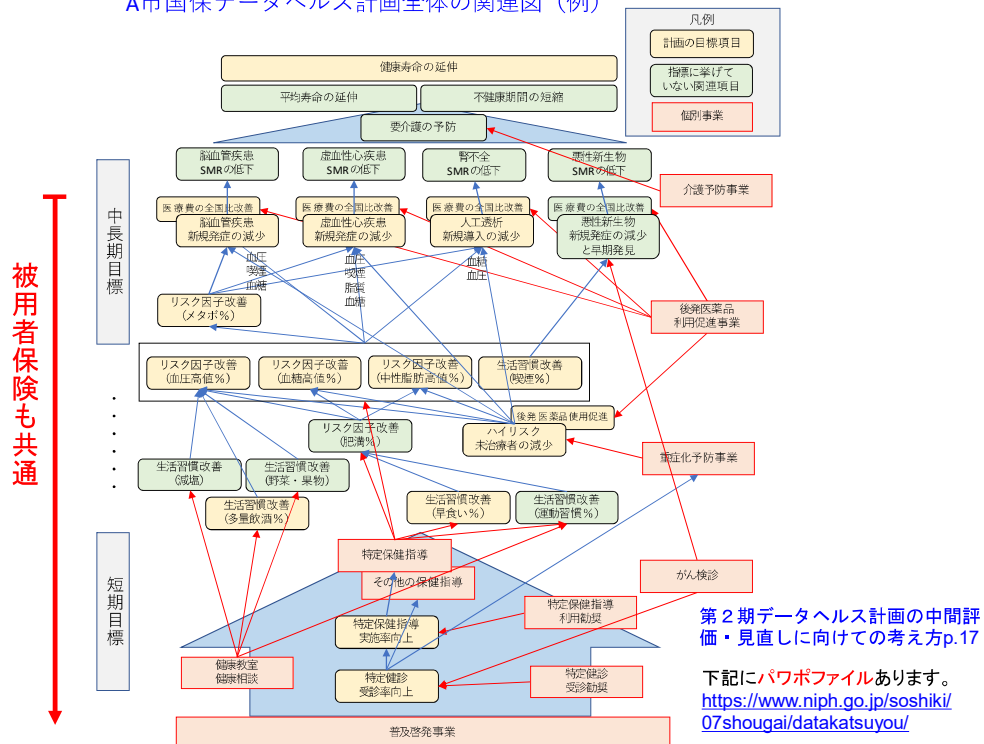 A市国保データヘルス計画全体の関連図（例）
凡例
計画の目標項目
指標に挙げて
いない関連項目
個別事業
健康寿命の延伸
平均寿命の延伸
不健康期間の短縮
要介護の予防
脳血管疾患
SMRの低下
虚血性心疾患
SMRの低下
腎不全
SMRの低下
悪性新生物
SMRの低下
介護予防事業
中長期目標
医療費の全国比改善
脳血管疾患
新規発症の減少
医療費の全国比改善
虚血性心疾患
新規発症の減少
医療費の全国比改善
人工透析
新規導入の減少
医療費の全国比改善
悪性新生物
新規発症の減少
と早期発見
血圧
喫煙
血糖
血圧
喫煙
脂質
血糖
血糖
血圧
被用者保険も共通
リスク因子改善
（メタボ%）
後発医薬品
利用促進事業
リスク因子改善
（血圧高値%）
リスク因子改善
（血糖高値%）
リスク因子改善
（中性脂肪高値%）
生活習慣改善
（喫煙%）
後発医薬品使用促進
リスク因子改善
（肥満%）
ハイリスク
未治療者の減少
重症化予防事業
生活習慣改善
（減塩）
生活習慣改善
（野菜・果物）
生活習慣改善
（多量飲酒%）
生活習慣改善
（早食い%）
生活習慣改善
（運動習慣%）
短期目標
特定保健指導
その他の保健指導
がん検診
特定保健指導
利用勧奨
特定保健指導
実施率向上
健康教室
健康相談
特定健診
受診率向上
特定健診
受診勧奨
普及啓発事業
第２期データヘルス計画の中間評
価・見直しに向けての考え方p.17
下記にパワポファイルあります。
https://www.niph.go.jp/soshiki/
07shougai/datakatsuyou/